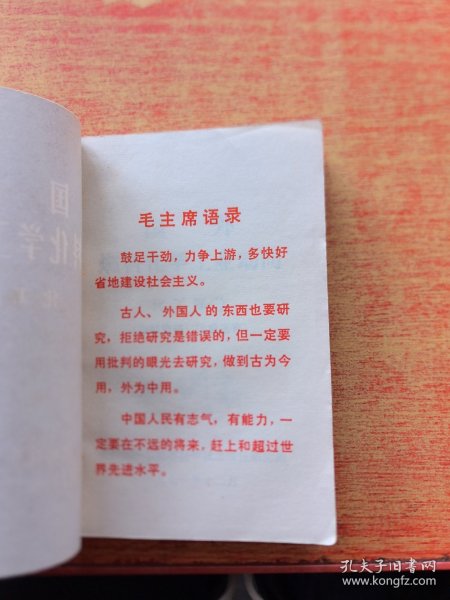 国
化学
毛主席语录
鼓足干劲，力争上游，多快好
省地建设社会主义。
古人、外国人的东西也要研
究，拒绝研究是错误的，但一定要
用批判的眼光去研究，做到古为今
用，外为中用。
中国人民有志气，有能力，一
定要在不远的将来，赶上和超过世
界先进水平。
孔夫子旧书网
www.kongfz.com